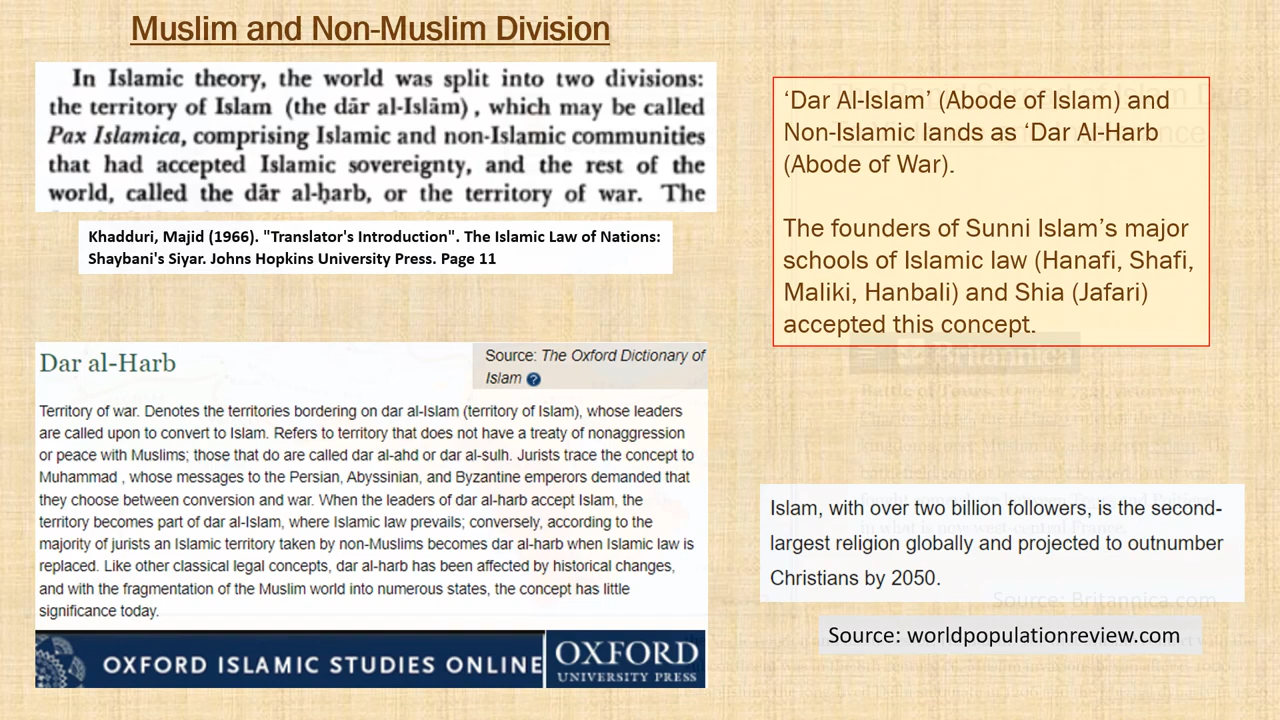 Muslim and Non-Muslim Division
In Islamic theory, the world was split into two divisions:
the territory of Islam (the dār al-Islām), which may be called
Pax Islamica, comprising Islamic and non-Islamic communities
that had accepted Islamic sovereignty, and the rest of the
world, called the dār al-ḥarb, or the territory of war. The
Khadduri, Majid (1966). "Translator's Introduction". The Islamic Law of Nations:
Shaybani's Siyar. Johns Hopkins University Press. Page 11
Dar al-Harb
Source: The Oxford Dictionary of
Islam ?
Territory of war. Denotes the territories bordering on dar al-Islam (territory of Islam), whose leaders
are called upon to convert to Islam. Refers to territory that does not have a treaty of nonaggression
or peace with Muslims; those that do are called dar al-ahd or dar al-sulh. Jurists trace the concept to
Muhammad , whose messages to the Persian, Abyssinian, and Byzantine emperors demanded that
they choose between conversion and war. When the leaders of dar al-harb accept Islam, the
territory becomes part of dar al-Islam, where Islamic law prevails; conversely, according to the
majority of jurists an Islamic territory taken by non-Muslims becomes dar al-harb when Islamic law is
replaced. Like other classical legal concepts, dar al-harb has been affected by historical changes,
and with the fragmentation of the Muslim world into numerous states, the concept has little
significance today.
OXFORD ISLAMIC STUDIES ONLINE
OXFORD
UNIVERSITY PRESS
‘Dar Al-Islam’ (Abode of Islam) and
Non-Islamic lands as ‘Dar Al-Harb
(Abode of War).
The founders of Sunni Islam’s major
schools of Islamic law (Hanafi, Shafi,
Maliki, Hanbali) and Shia (Jafari)
accepted this concept.
Britannica
Islam, with over two billion followers, is the second-
largest religion globally and projected to outnumber
Christians by 2050.
Source: Britannica.com
Source: worldpopulationreview.com